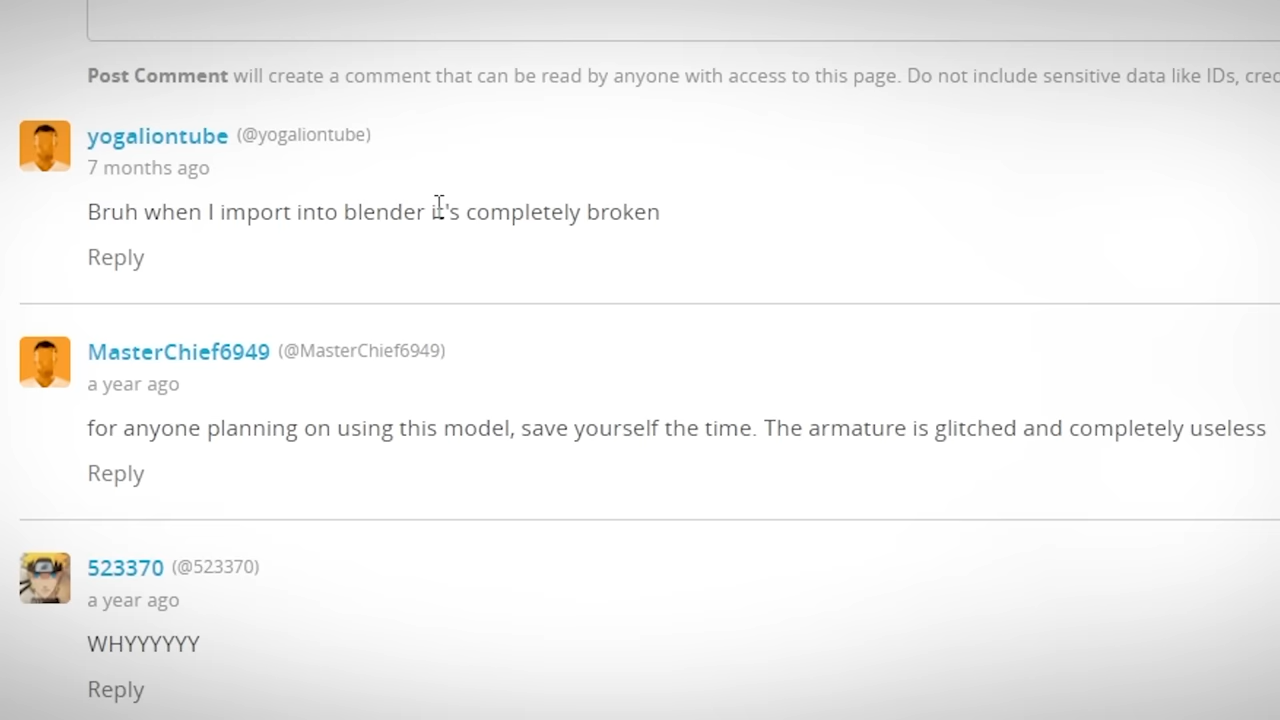 Post Comment will create a comment that can be read by anyone with access to this page. Do not include sensitive data like IDs,
yogaliontube (@yogaliontube)
7 months ago
Bruh when I import into blender it's completely broken
Reply
MasterChief6949 (@MasterChief6949)
a year ago
for anyone planning on using this model, save yourself the time. The armature is glitched and completely useless
Reply
523370 (@523370)
a year ago
WHYYYYYY
Reply